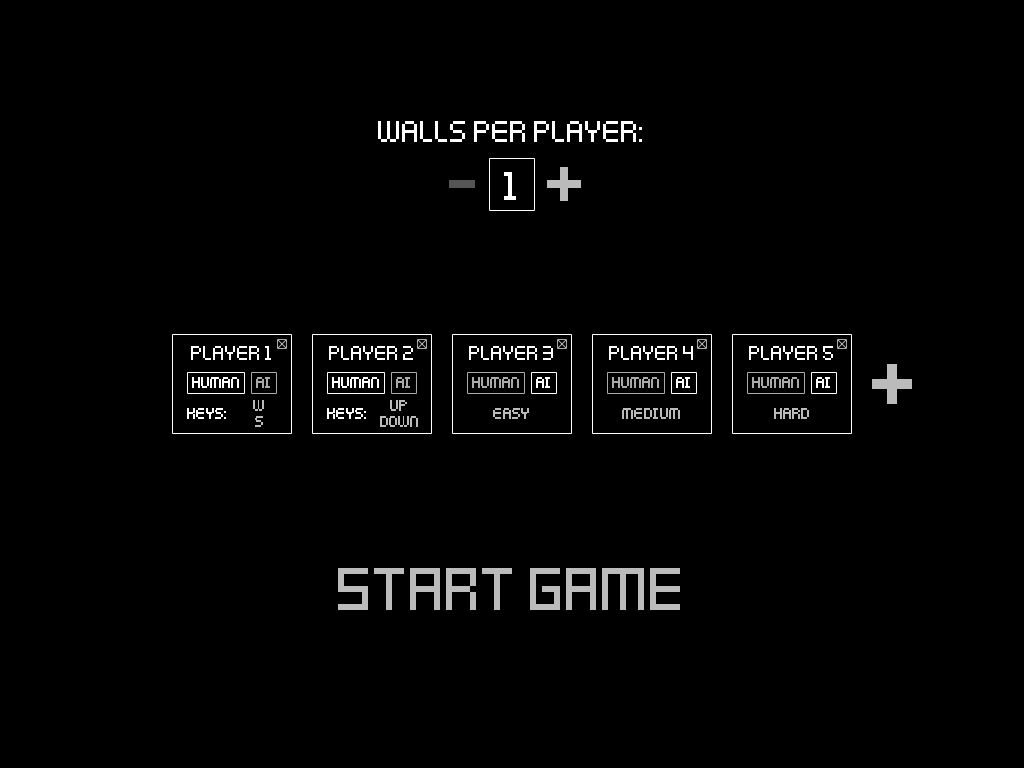 WALLS PER PLAYER:
- 1 +
PLAYER 1 PLAYER 2 PLAYER 3 PLAYER 4 PLAYER 5
HUMAN AI HUMAN AI HUMAN AI HUMAN AI HUMAN AI +
KEYS: W S KEYS: UP DOWN EASY MEDIUM HARD
START GAME